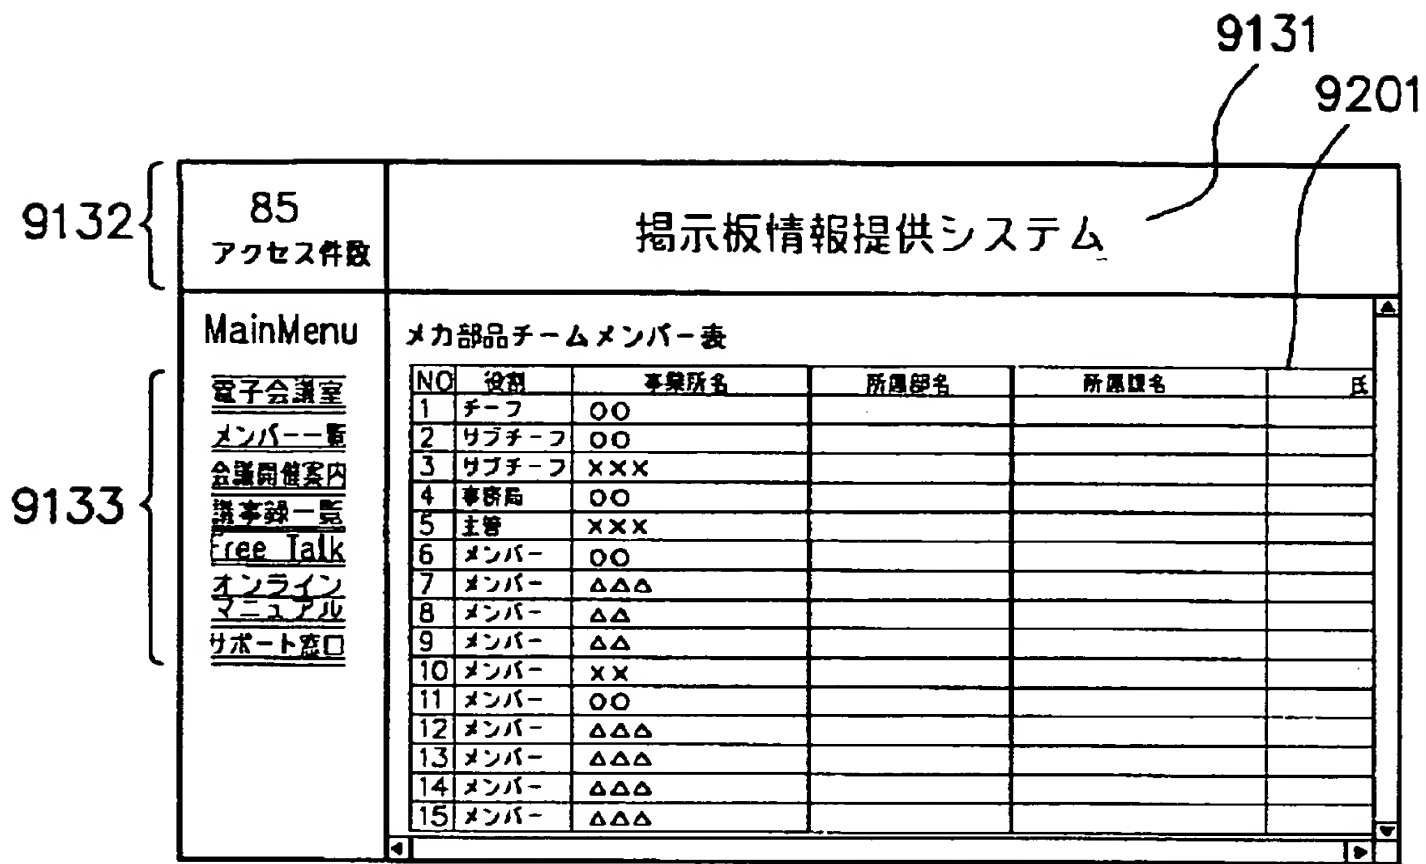 9131
9201
9132
85
アクセス件数
掲示板情報提供システム
9133
MainMenu
電子会議室
メンバー一覧
会議開催案内
議事録一覧
Free Talk
オンライン
マニュアル
サポート窓口
メカ部品チームメンバー表
NO 役割 事業所名 所属部名 所属課名 氏
1 チーフ ○○
2 サブチーフ ○○
3 サブチーフ ×××
4 事務局 ○○
5 主管 ×××
6 メンバー ○○
7 メンバー △△△
8 メンバー △△
9 メンバー △△
10 メンバー ××
11 メンバー ○○
12 メンバー △△△
13 メンバー △△△
14 メンバー △△△
15 メンバー △△△